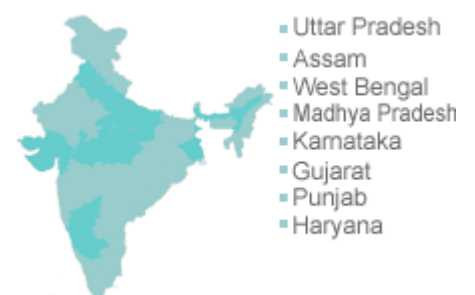 Uttar Pradesh
Assam
West Bengal
Madhya Pradesh
Karnataka
Gujarat
Punjab
Haryana